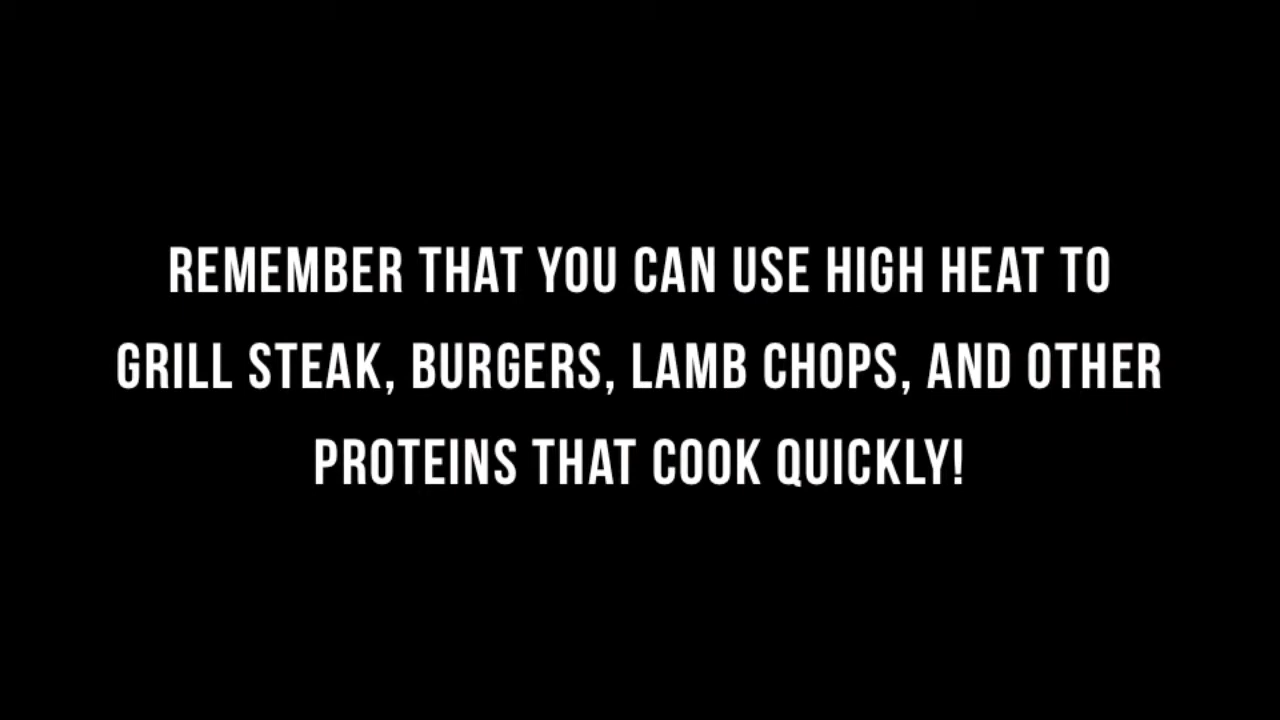 REMEMBER THAT YOU CAN USE HIGH HEAT TO
GRILL STEAK, BURGERS, LAMB CHOPS, AND OTHER
PROTEINS THAT COOK QUICKLY!